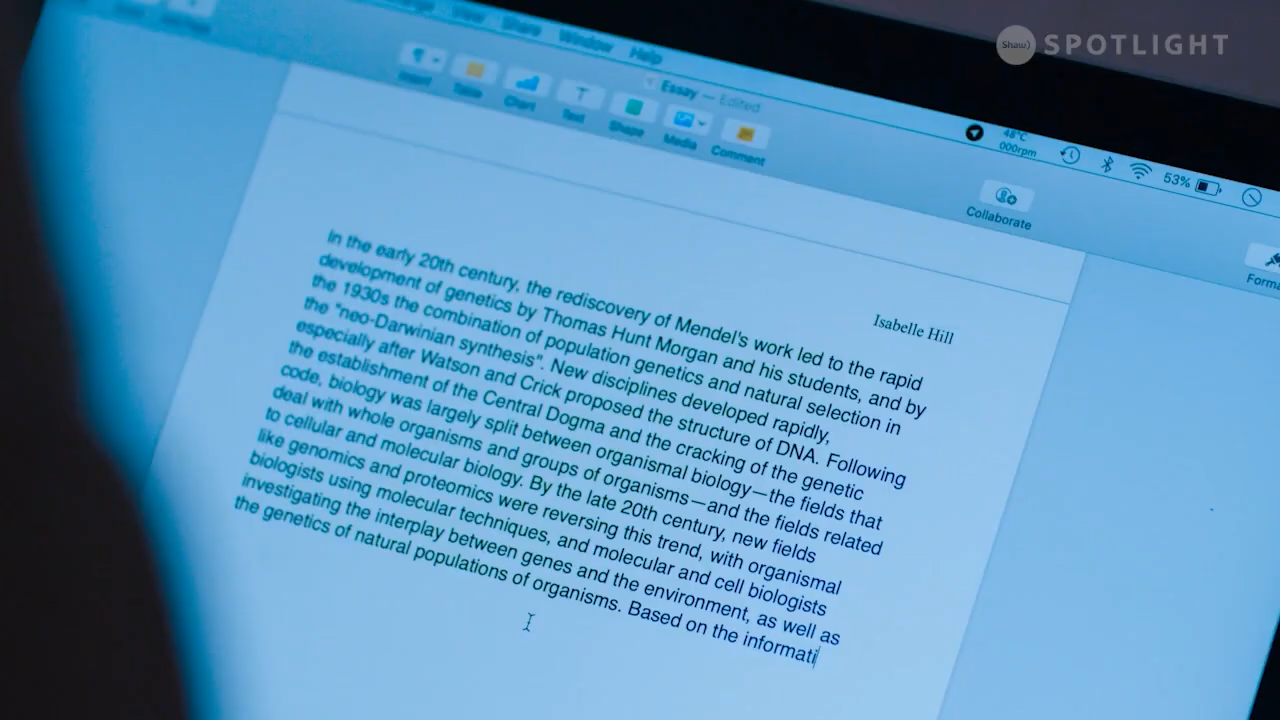 Shaw) SPOTLIGHT
Share Window Help
Essay — Edited
Insert Table Chart Text Shape Media Comment
48°C
000rpm
53%
Collaborate
Isabelle Hill
In the early 20th century, the rediscovery of Mendel's work led to the rapid
development of genetics by Thomas Hunt Morgan and his students, and by
the 1930s the combination of population genetics and natural selection in
the "neo-Darwinian synthesis". New disciplines developed rapidly,
especially after Watson and Crick proposed the structure of DNA. Following
the establishment of the Central Dogma and the cracking of the genetic
code, biology was largely split between organismal biology—the fields that
deal with whole organisms and groups of organisms—and the fields related
to cellular and molecular biology. By the late 20th century, new fields
like genomics and proteomics were reversing this trend, with organismal
biologists using molecular techniques, and molecular and cell biologists
investigating the interplay between genes and the environment, as well as
the genetics of natural populations of organisms. Based on the informati